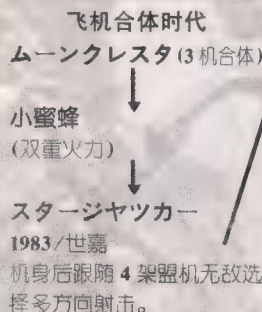 飞机合体时代
ムーンクレスタ(3 机合体)
小蜜蜂
(双重火力)
スタージヤツカー
1983/世嘉
机身后跟随 4 架盟机无敌选
择多方向射击。